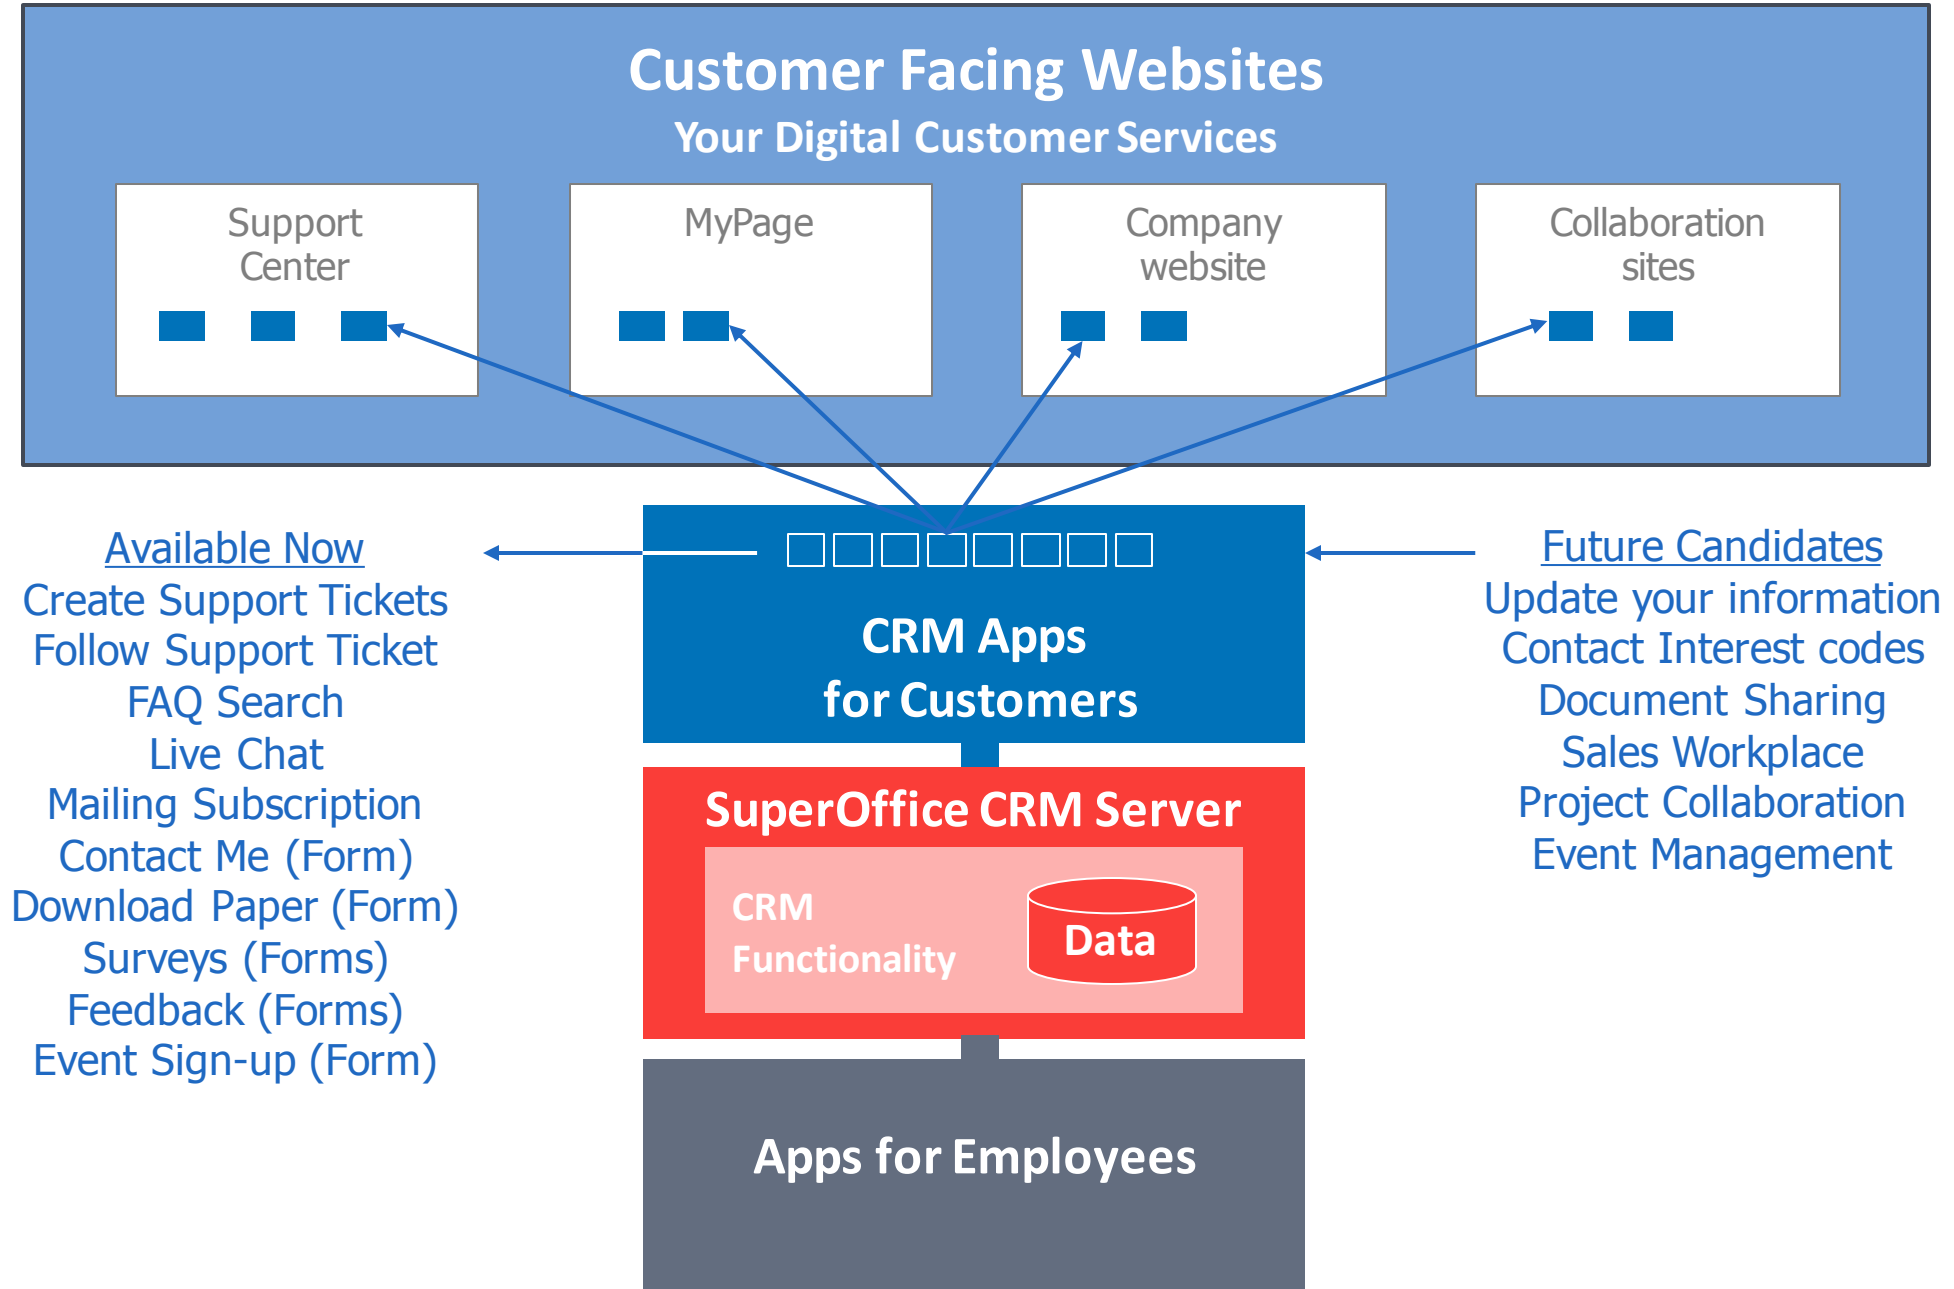 Customer Facing Websites
Your Digital Customer Services
Support
Center
MyPage
Company
website
Collaboration
sites
Available Now
Create Support Tickets
Follow Support Ticket
FAQ Search
Live Chat
Mailing Subscription
Contact Me (Form)
Download Paper (Form)
Surveys (Forms)
Feedback (Forms)
Event Sign-up (Form)
CRM Apps
for Customers
SuperOffice CRM Server
CRM
Functionality
Data
Apps for Employees
Future Candidates
Update your information
Contact Interest codes
Document Sharing
Sales Workplace
Project Collaboration
Event Management